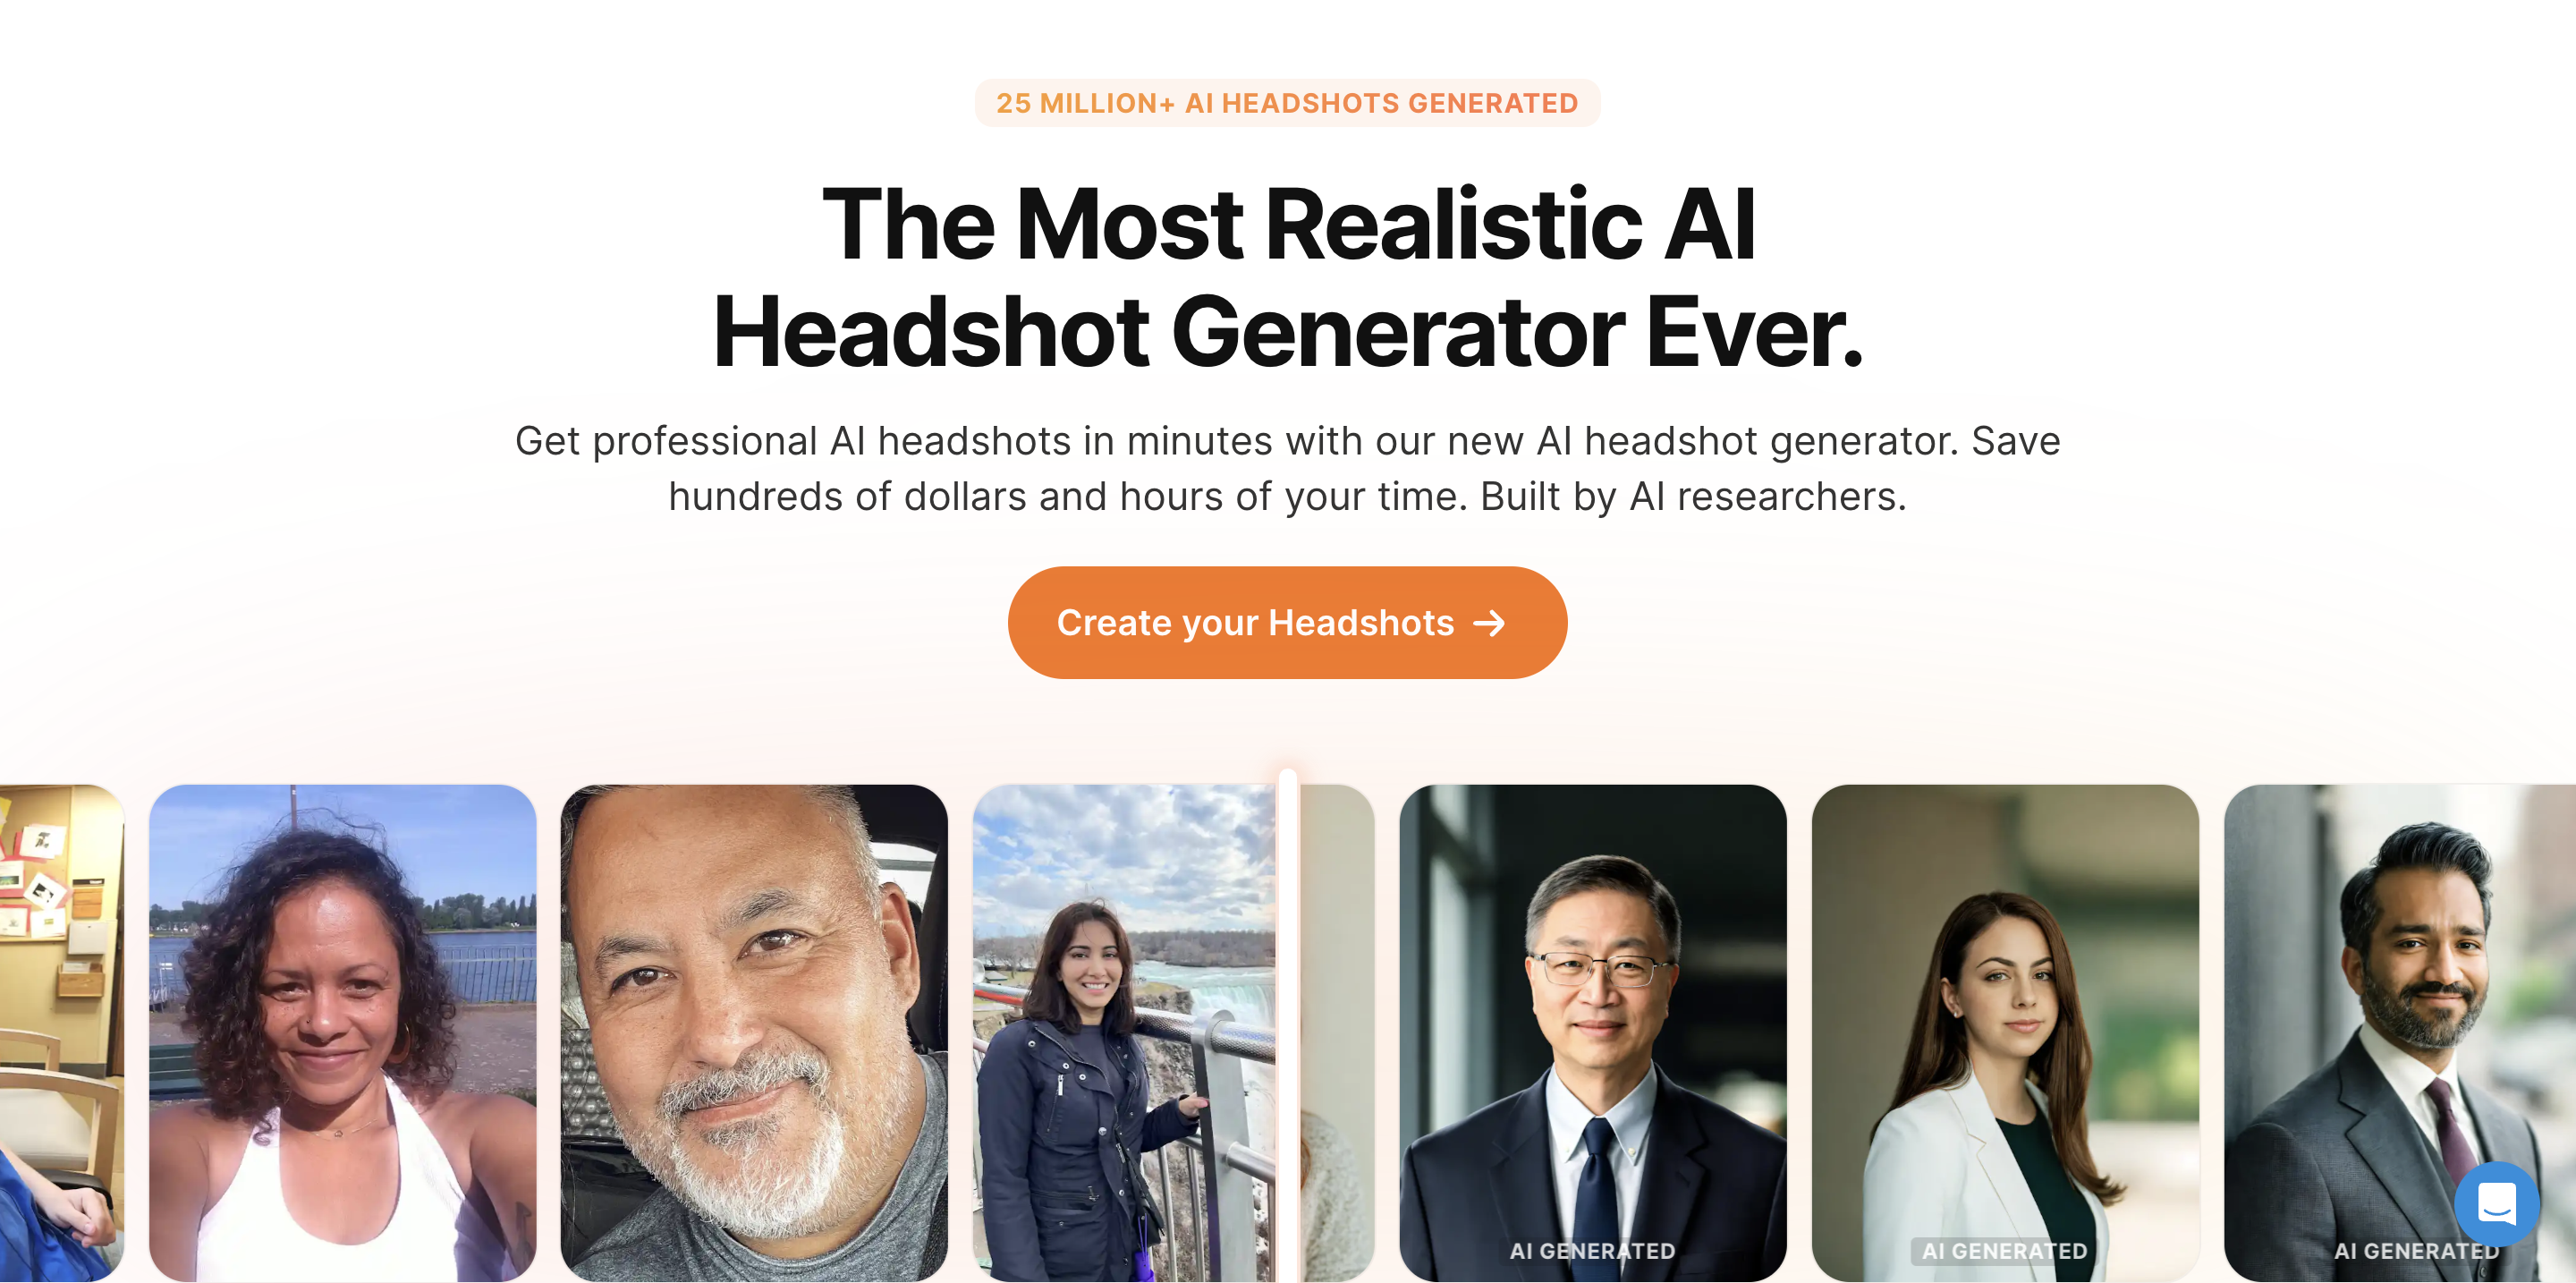 25 MILLION+ AI HEADSHOTS GENERATED
The Most Realistic AI
Headshot Generator Ever.
Get professional AI headshots in minutes with our new AI headshot generator. Save
hundreds of dollars and hours of your time. Built by AI researchers.
Create your Headshots →
AI GENERATED
AI GENERATED
AI GENERATED